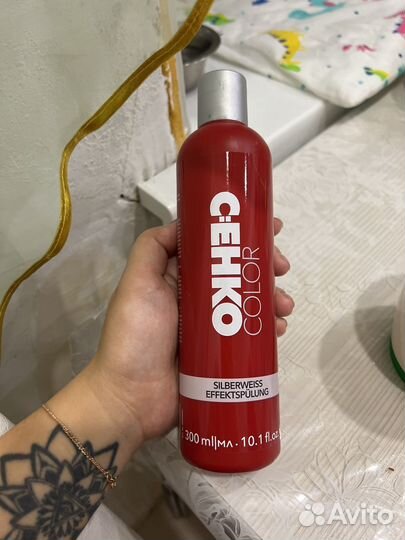 C:EHKO
COLOR
SILBERWEISS
EFFEKTSPÜLUNG
300 ml|мл · 10.1 fl.oz
Avito